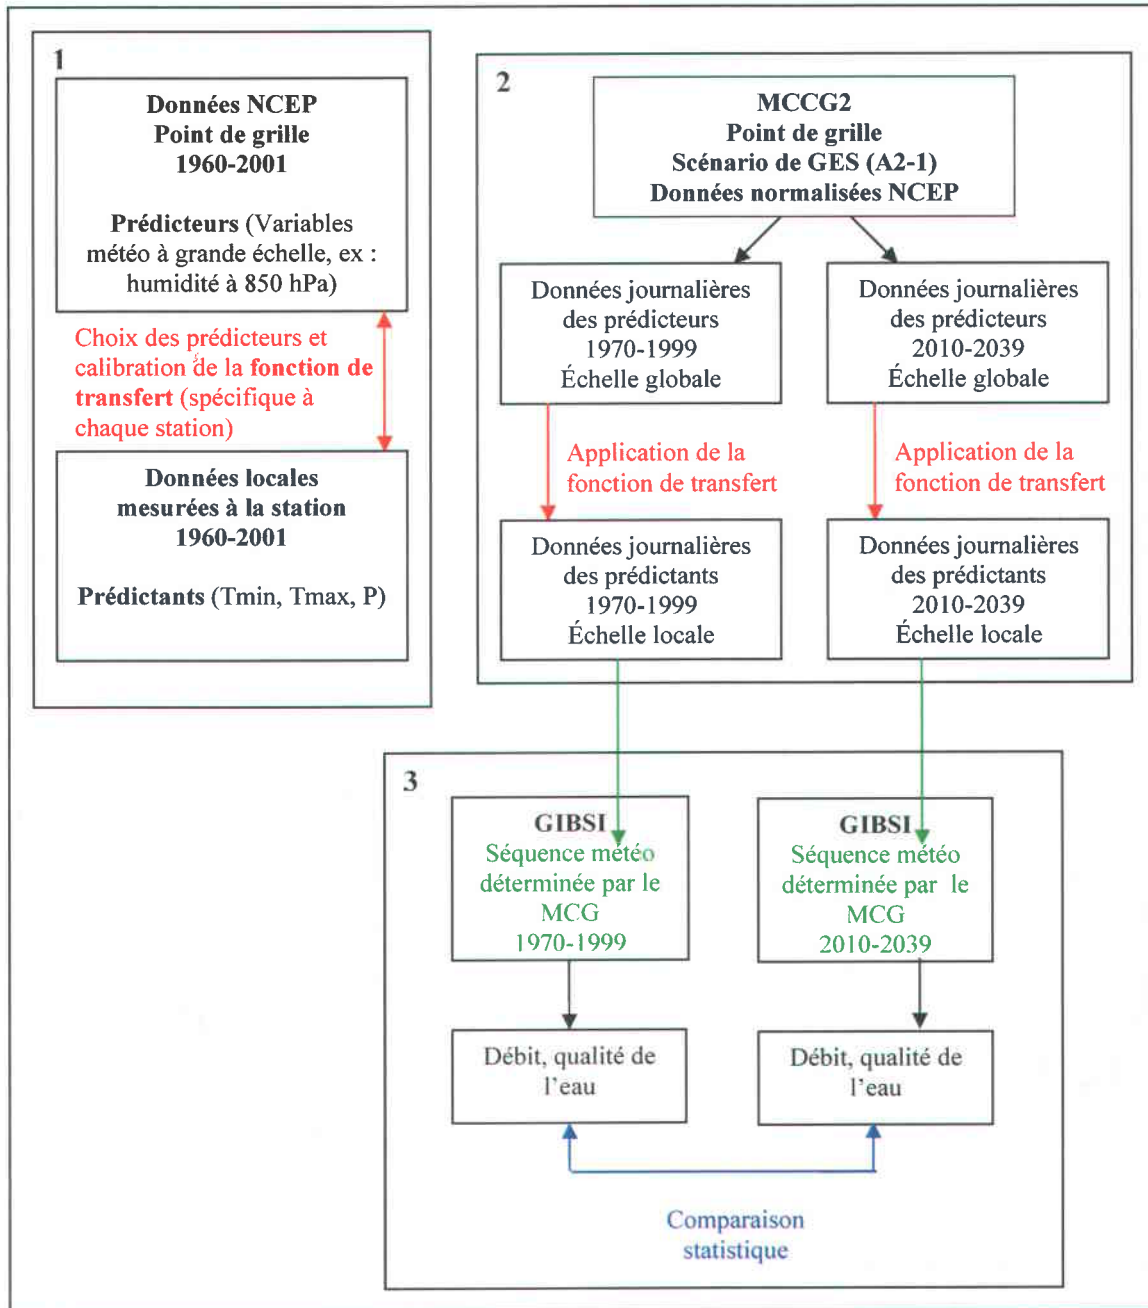 1
Données NCEP
Point de grille
1960-2001
Prédicteurs (Variables
météo à grande échelle, ex :
humidité à 850 hPa)
Choix des prédicteurs et
calibration de la fonction de
transfert (spécifique à
chaque station)
Données locales
mesurées à la station
1960-2001
Prédictants (Tmin, Tmax, P)
2
MCCG2
Point de grille
Scénario de GES (A2-1)
Données normalisées NCEP
Données journalières
des prédicteurs
1970-1999
Échelle globale
Données journalières
des prédicteurs
2010-2039
Échelle globale
Application de la
fonction de transfert
Application de la
fonction de transfert
Données journalières
des prédictants
1970-1999
Échelle locale
Données journalières
des prédictants
2010-2039
Échelle locale
3
GIBSI
Séquence météo
déterminée par le
MCG
1970-1999
GIBSI
Séquence météo
déterminée par le
MCG
2010-2039
Débit, qualité de
l'eau
Débit, qualité de
l'eau
Comparaison
statistique